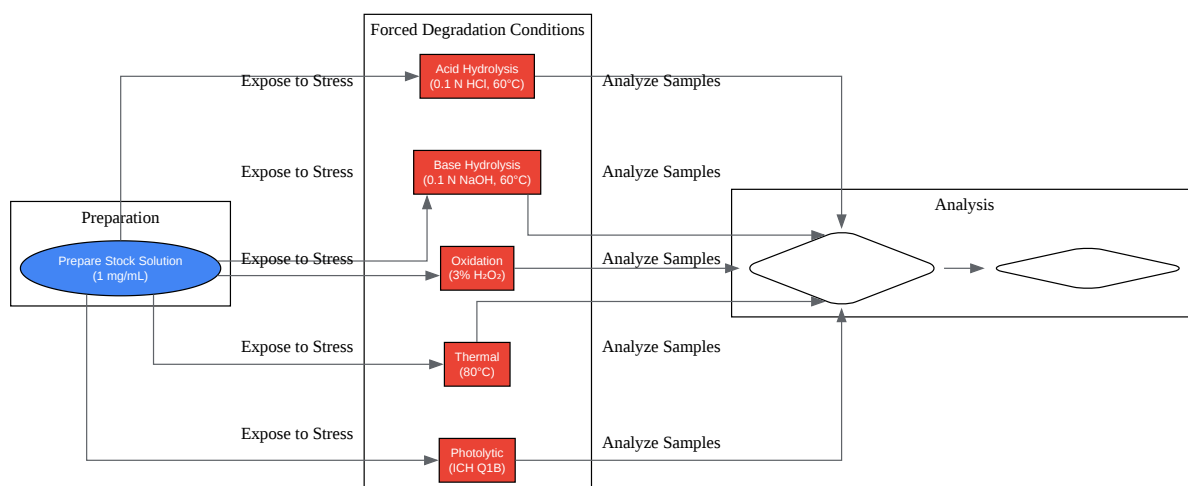 Forced Degradation Conditions
Expose to Stress
Acid Hydrolysis
(0.1 N HCl, 60°C)
Analyze Samples
Expose to Stress
Base Hydrolysis
(0.1 N NaOH, 60°C)
Analyze Samples
Preparation
Analysis
Prepare Stock Solution
(1 mg/mL)
Expose to Stress
Oxidation
(3% H₂O₂)
Analyze Samples
Expose to Stress
Thermal
(80°C)
Analyze Samples
Expose to Stress
Photolytic
(ICH Q1B)
Analyze Samples